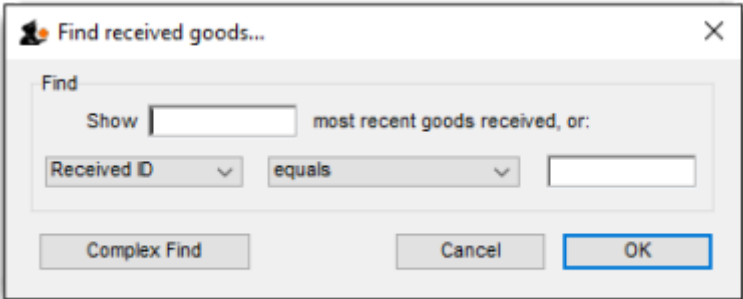 Find received goods...
Find
Show most recent goods received, or:
Received ID equals
Complex Find Cancel OK